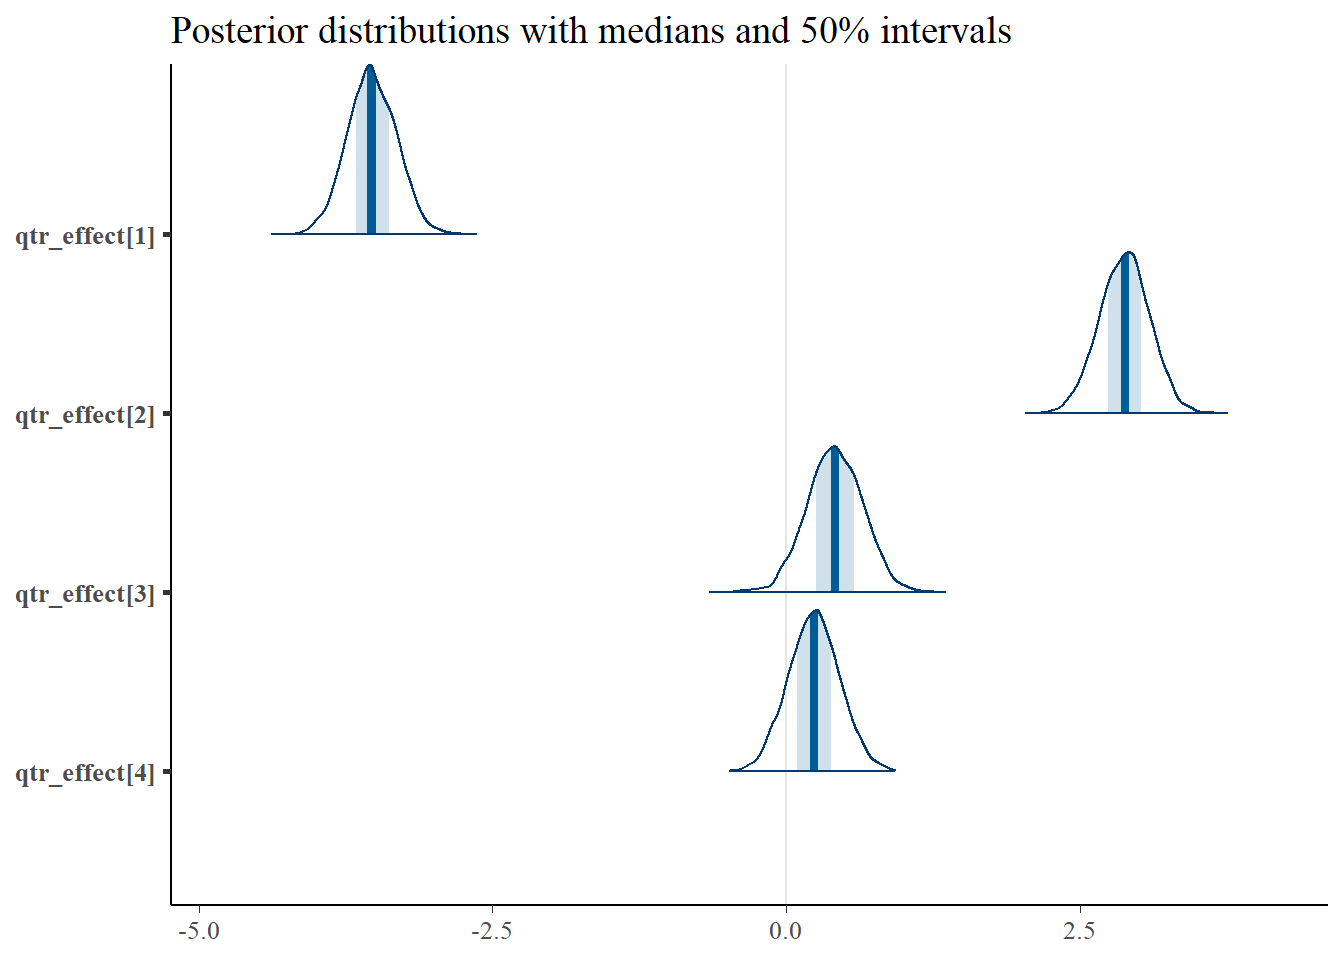 Posterior distributions with medians and 50% intervals
qtr_effect[1]
qtr_effect[2]
qtr_effect[3]
qtr_effect[4]
-5.0 -2.5 0.0 2.5